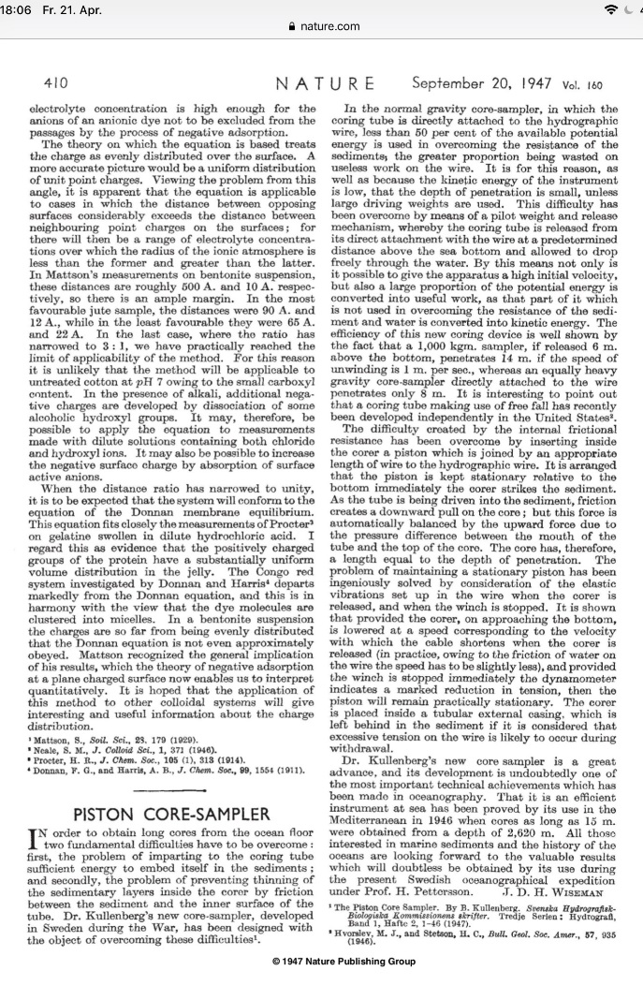 18:06 Fr. 21. Apr.
nature.com
410
NATURE
September 20, 1947 Vol. 160
electrolyte concentration is high enough for the
anions of an anionic dye not to be excluded from the
passages by the process of negative adsorption.
The theory on which the equation is based treats
the charge as evenly distributed over the surface. A
more accurate picture would be a uniform distribution
of unit point charges. Viewing the problem from this
angle, it is apparent that the equation is applicable
to cases in which the distance between opposing
surfaces considerably exceeds the distance between
neighbouring point charges on the surfaces; for
there will then be a range of electrolyte concentra-
tions over which the radius of the ionic atmosphere is
less than the former and greater than the latter.
In Mattson's measurements on bentonite suspension,
these distances are roughly 500 A. and 10 A. respec-
tively, so there is an ample margin. In the most
favourable jute sample, the distances were 90 A. and
12 A., while in the least favourable they were 65 A.
and 22 A. In the last case, where the ratio has
narrowed to 3 : 1, we have practically reached the
limit of applicability of the method. For this reason
it is unlikely that the method will be applicable to
untreated cotton at pH 7 owing to the small carboxyl
content. In the presence of alkali, additional nega-
tive charges are developed by dissociation of some
alcoholic hydroxyl groups. It may, therefore, be
possible to apply the equation to measurements
made with dilute solutions containing both chloride
and hydroxyl ions. It may also be possible to increase
the negative surface charge by absorption of surface
active anions.
When the distance ratio has narrowed to unity,
it is to be expected that the system will conform to the
equation of the Donnan membrane equilibrium.
This equation fits closely the measurements of Procter³
on gelatine swollen in dilute hydrochloric acid. I
regard this as evidence that the positively charged
groups of the protein have a substantially uniform
volume distribution in the jelly. The Congo red
system investigated by Donnan and Harris⁴ departs
markedly from the Donnan equation, and this is in
harmony with the view that the dye molecules are
clustered into micelles. In a bentonite suspension
the charges are so far from being evenly distributed
that the Donnan equation is not even approximately
obeyed. Mattson recognized the general implication
of his results, which the theory of negative adsorption
at a plane charged surface now enables us to interpret
quantitatively. It is hoped that the application of
this method to other colloidal systems will give
interesting and useful information about the charge
distribution.
¹ Mattson, S., Soil. Sci., 28, 179 (1929).
² Neale, S. M., J. Colloid Sci., 1, 371 (1946).
³ Procter, H. R., J. Chem. Soc., 105 (1), 313 (1914).
⁴ Donnan, F. G., and Harris, A. B., J. Chem. Soc., 99, 1554 (1911).
PISTON CORE-SAMPLER
IN order to obtain long cores from the ocean floor
two fundamental difficulties have to be overcome :
first, the problem of imparting to the coring tube
sufficient energy to embed itself in the sediments ;
and secondly, the problem of preventing thinning of
the sedimentary layers inside the corer by friction
between the sediment and the inner surface of the
tube. Dr. Kullenberg's new core-sampler, developed
in Sweden during the War, has been designed with
the object of overcoming these difficulties¹.
In the normal gravity core-sampler, in which the
coring tube is directly attached to the hydrographic
wire, less than 50 per cent of the available potential
energy is used in overcoming the resistance of the
sediments; the greater proportion being wasted on
useless work on the wire. It is for this reason, as
well as because the kinetic energy of the instrument
is low, that the depth of penetration is small, unless
large driving weights are used. This difficulty has
been overcome by means of a pilot weight and release
mechanism, whereby the coring tube is released from
its direct attachment with the wire at a predetermined
distance above the sea bottom and allowed to drop
freely through the water. By this means not only is
it possible to give the apparatus a high initial velocity,
but also a large proportion of the potential energy is
converted into useful work, as that part of it which
is not used in overcoming the resistance of the sedi-
ment and water is converted into kinetic energy. The
efficiency of this new coring device is well shown by
the fact that a 1,000 kgm. sampler, if released 6 m.
above the bottom, penetrates 14 m. if the speed of
unwinding is 1 m. per sec., whereas an equally heavy
gravity core-sampler directly attached to the wire
penetrates only 8 m. It is interesting to point out
that a coring tube making use of free fall has recently
been developed independently in the United States².
The difficulty created by the internal frictional
resistance has been overcome by inserting inside
the corer a piston which is joined by an appropriate
length of wire to the hydrographic wire. It is arranged
that the piston is kept stationary relative to the
bottom immediately the corer strikes the sediment.
As the tube is being driven into the sediment, friction
creates a downward pull on the core ; but this force is
automatically balanced by the upward force due to
the pressure difference between the mouth of the
tube and the top of the core. The core has, therefore,
a length equal to the depth of penetration. The
problem of maintaining a stationary piston has been
ingeniously solved by consideration of the elastic
vibrations set up in the wire when the corer is
released, and when the winch is stopped. It is shown
that provided the corer, on approaching the bottom,
is lowered at a speed corresponding to the velocity
with which the cable shortens when the corer is
released (in practice, owing to the friction of water on
the wire the speed has to be slightly less), and provided
the winch is stopped immediately the dynamometer
indicates a marked reduction in tension, then the
piston will remain practically stationary. The corer
is placed inside a tubular external casing, which is
left behind in the sediment if it is considered that
excessive tension on the wire is likely to occur during
withdrawal.
Dr. Kullenberg's new core sampler is a great
advance, and its development is undoubtedly one of
the most important technical achievements which has
been made in oceanography. That it is an efficient
instrument at sea has been proved by its use in the
Mediterranean in 1946 when cores as long as 15 m.
were obtained from a depth of 2,620 m. All those
interested in marine sediments and the history of the
oceans are looking forward to the valuable results
which will doubtless be obtained by its use during
the present Swedish oceanographical expedition
under Prof. H. Pettersson. J. D. H. WISEMAN
¹ The Piston Core Sampler. By B. Kullenberg. Svenska Hydrografisk-
Biologiska Kommissionens skrifter. Tredje Serien : Hydrografi,
Band 1, Hafte 2, 1-46 (1947).
² Hvorslev, M. J., and Stetson, H. C., Bull. Geol. Soc. Amer., 57, 935
(1946).
© 1947 Nature Publishing Group